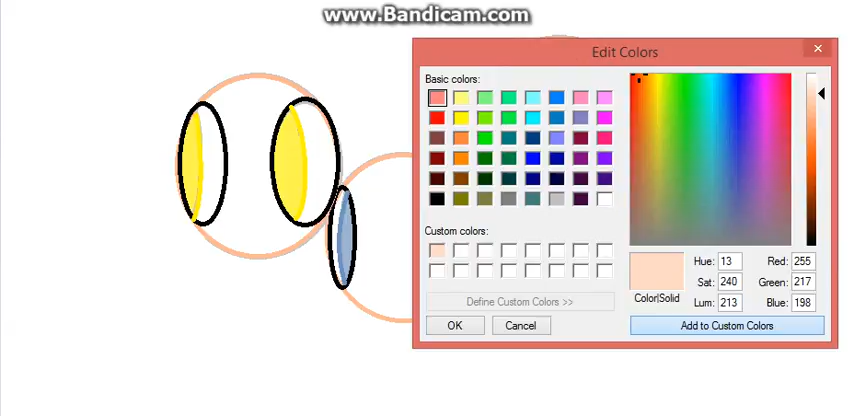 www.Bandicam.com
Edit Colors
Basic colors:
Custom colors:
Define Custom Colors >>
OK Cancel
Hue: 13 Red: 255
Sat: 240 Green: 217
Color|Solid Lum: 213 Blue: 198
Add to Custom Colors